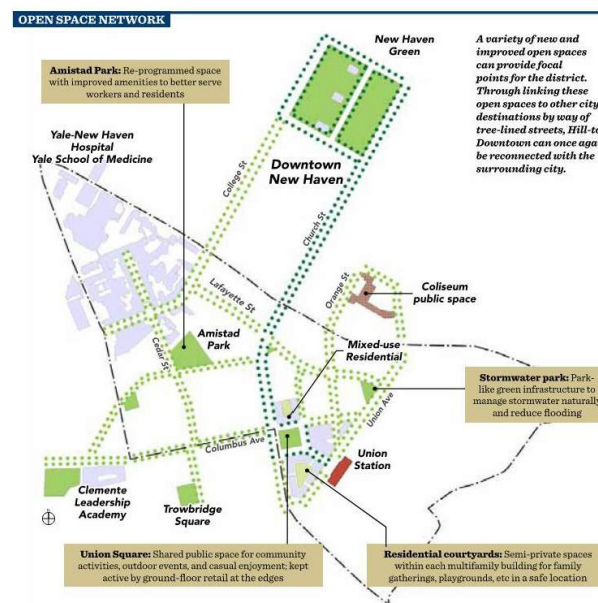 OPEN SPACE NETWORK
New Haven
Green
A variety of new and
improved open spaces
can provide focal
points for the district.
Through linking these
open spaces to other city
destinations by way of
tree-lined streets, Hill-to
Downtown can once aga
be reconnected with the
surrounding city.
Amistad Park: Re-programmed space
with improved amenities to better serve
workers and residents
Yale-New Haven
Hospital
Yale School of Medicine
College St
Downtown
New Haven
Church St
Orange St
Coliseum
public space
Lafayette St
Cedar St
Amistad
Park
Mixed-use
Residential
Stormwater park: Park-
like green infrastructure to
manage stormwater naturally
and reduce flooding
Union Ave
Columbus Ave
Union
Station
Clemente
Leadership
Academy
Trowbridge
Square
Union Square: Shared public space for community
activities, outdoor events, and casual enjoyment; kept
active by ground-floor retail at the edges
Residential courtyards: Semi-private spaces
within each multifamily building for family
gatherings, playgrounds, etc in a safe location